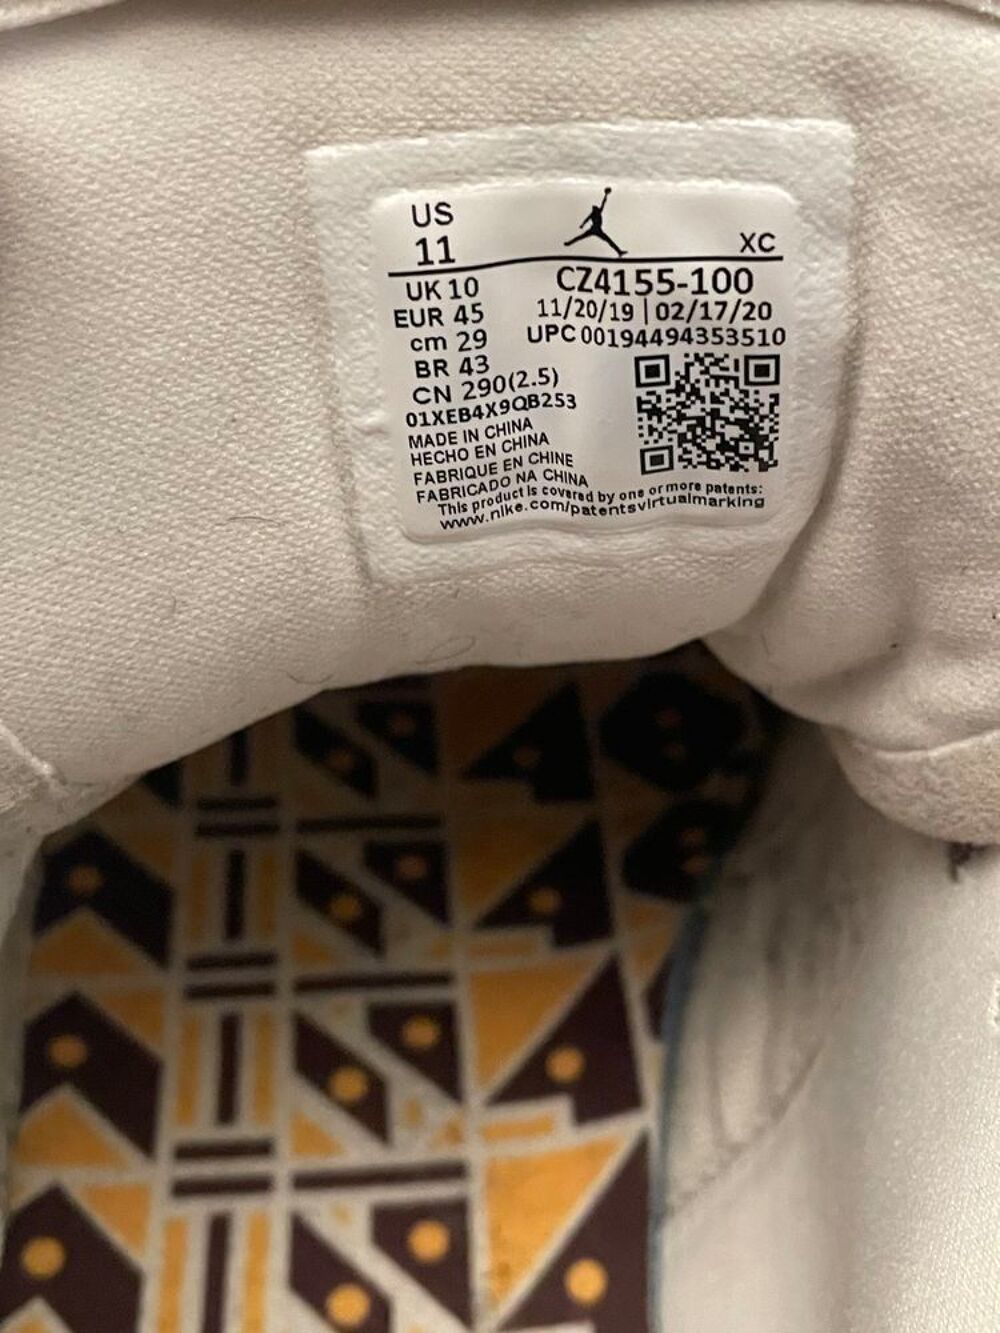 US
11
XC
UK 10
EUR 45
cm 29
BR 43
CN 290(2.5)
CZ4155-100
11/20/19 | 02/17/20
UPC 00194494353510
01XEB4X9QB253
MADE IN CHINA
HECHO EN CHINA
FABRIQUE EN CHINE
FABRICADO NA CHINA
This product is covered by one or more patents:
www.nike.com/patentsvirtualmarking